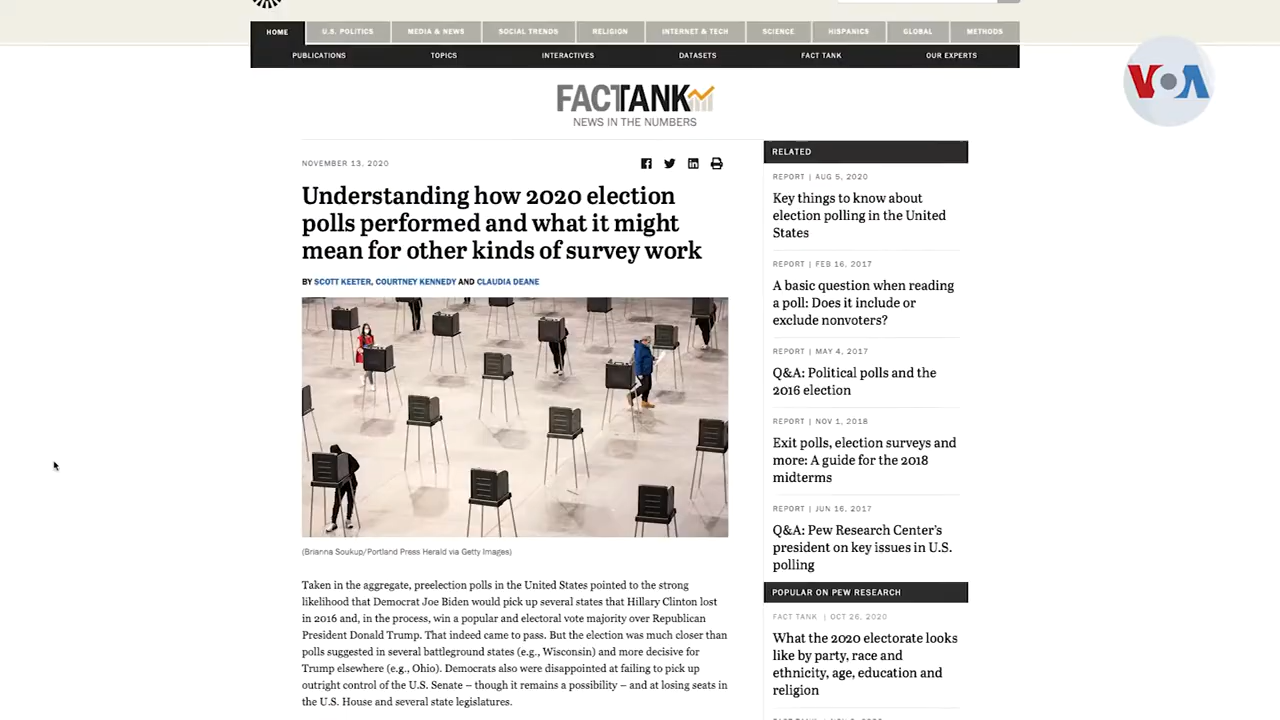 HOME
U.S. POLITICS
MEDIA & NEWS
SOCIAL TRENDS
RELIGION
INTERNET & TECH
SCIENCE
HISPANICS
GLOBAL
METHODS
PUBLICATIONS
TOPICS
INTERACTIVES
DATASETS
FACT TANK
OUR EXPERTS
VOA
FACTANK
NEWS IN THE NUMBERS
NOVEMBER 13, 2020
Understanding how 2020 election
polls performed and what it might
mean for other kinds of survey work
BY SCOTT KEETER, COURTNEY KENNEDY AND CLAUDIA DEANE
(Brianna Soukup/Portland Press Herald via Getty Images)
Taken in the aggregate, preelection polls in the United States pointed to the strong
likelihood that Democrat Joe Biden would pick up several states that Hillary Clinton lost
in 2016 and, in the process, win a popular and electoral vote majority over Republican
President Donald Trump. That indeed came to pass. But the election was much closer than
polls suggested in several battleground states (e.g., Wisconsin) and more decisive for
Trump elsewhere (e.g., Ohio). Democrats also were disappointed at failing to pick up
outright control of the U.S. Senate – though it remains a possibility – and at losing seats in
the U.S. House and several state legislatures.
RELATED
REPORT | AUG 5, 2020
Key things to know about
election polling in the United
States
REPORT | FEB 16, 2017
A basic question when reading
a poll: Does it include or
exclude nonvoters?
REPORT | MAY 4, 2017
Q&A: Political polls and the
2016 election
REPORT | NOV 1, 2018
Exit polls, election surveys and
more: A guide for the 2018
midterms
REPORT | JUN 16, 2017
Q&A: Pew Research Center's
president on key issues in U.S.
polling
POPULAR ON PEW RESEARCH
FACT TANK | OCT 26, 2020
What the 2020 electorate looks
like by party, race and
ethnicity, age, education and
religion